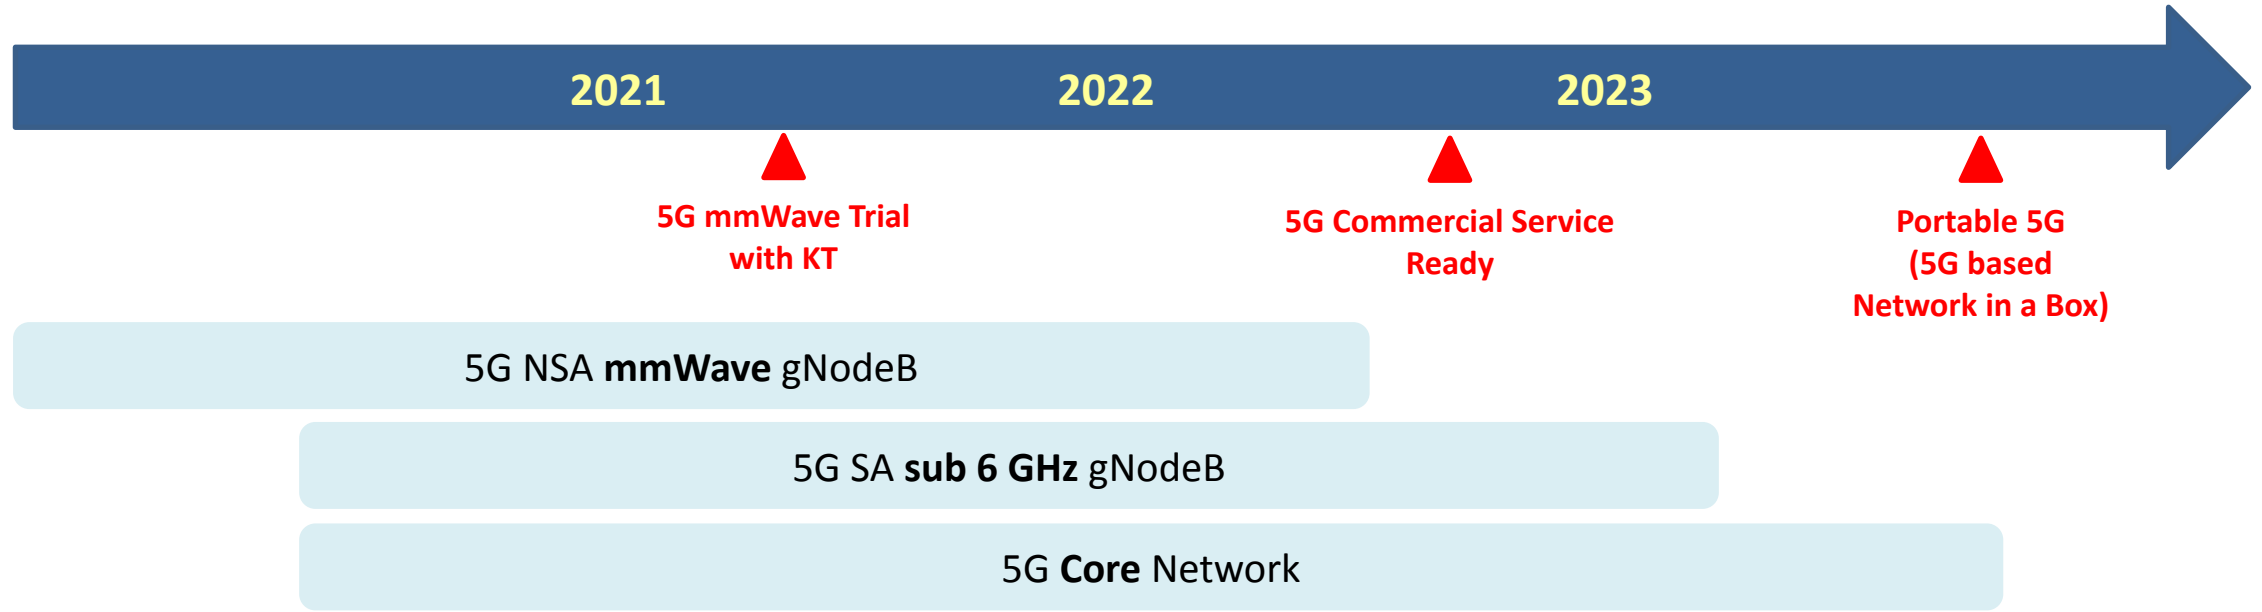 2021
2022
2023
5G mmWave Trial
with KT
5G Commercial Service
Ready
Portable 5G
(5G based
Network in a Box)
5G NSA mmWave gNodeB
5G SA sub 6 GHz gNodeB
5G Core Network